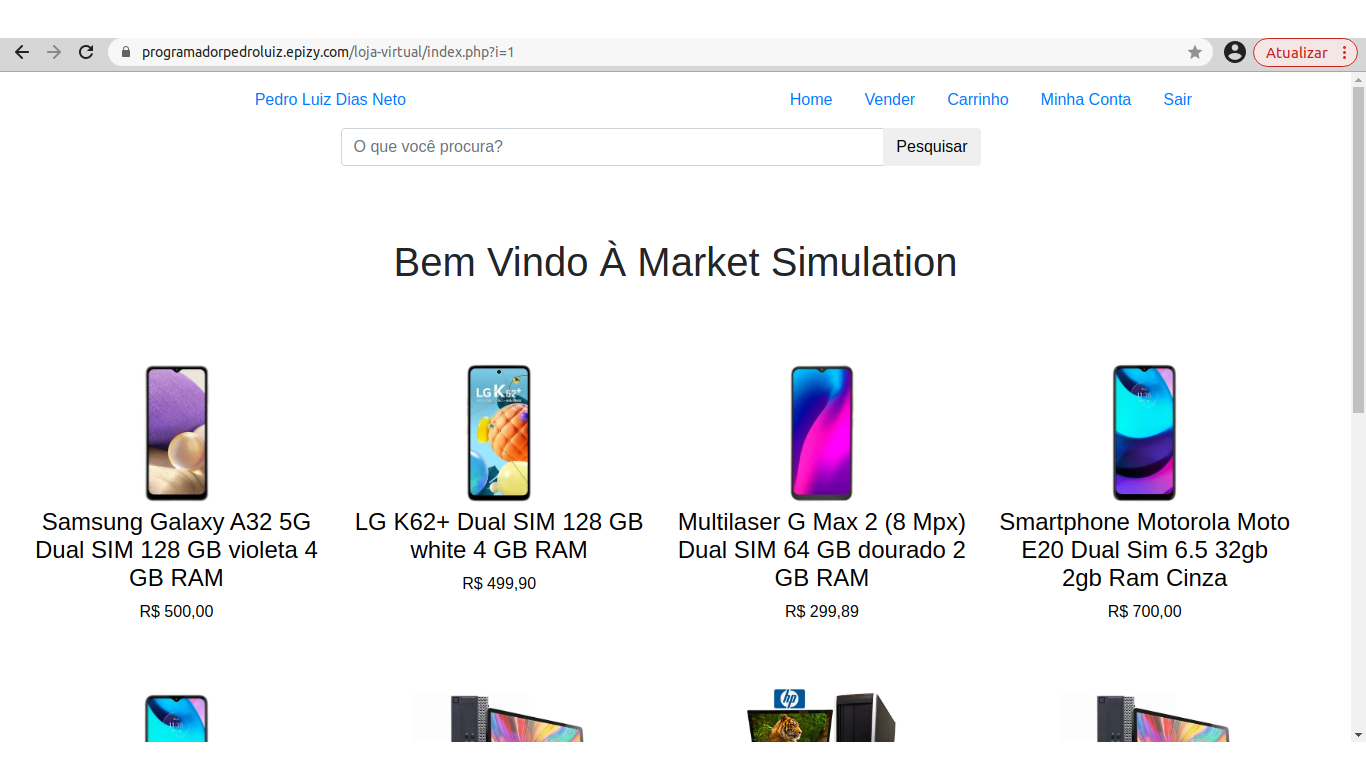 programadorpedroluiz.epizy.com/loja-virtual/index.php?i=1
Atualizar
Pedro Luiz Dias Neto
Home
Vender
Carrinho
Minha Conta
Sair
O que você procura?
Pesquisar
Bem Vindo À Market Simulation
LG K62+
Samsung Galaxy A32 5G
Dual SIM 128 GB violeta 4
GB RAM
R$ 500,00
LG K62+ Dual SIM 128 GB
white 4 GB RAM
R$ 499,90
Multilaser G Max 2 (8 Mpx)
Dual SIM 64 GB dourado 2
GB RAM
R$ 299,89
Smartphone Motorola Moto
E20 Dual Sim 6.5 32gb
2gb Ram Cinza
R$ 700,00
hp